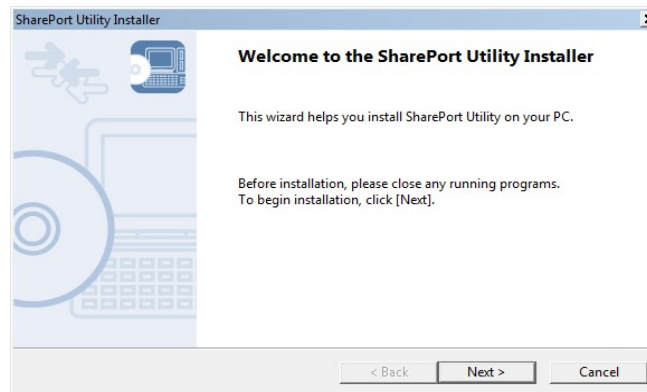 SharePort Utility Installer
Welcome to the SharePort Utility Installer
This wizard helps you install SharePort Utility on your PC.
Before installation, please close any running programs.
To begin installation, click [Next].
< Back
Next >
Cancel